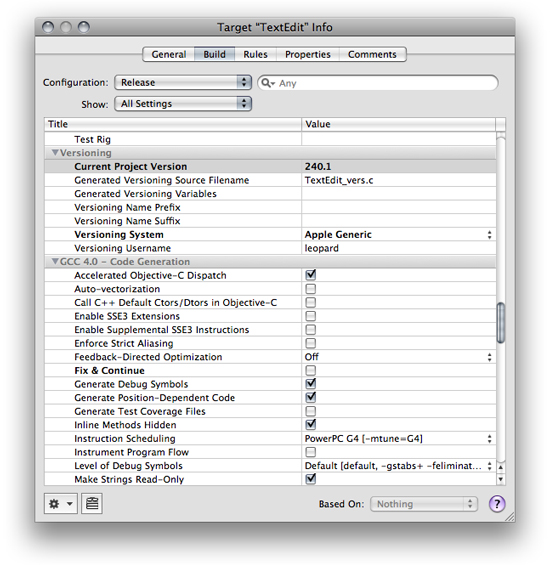 Target “TextEdit” Info
General Build Rules Properties Comments
Configuration: Release Any
Show: All Settings
Title Value
Test Rig
Versioning
Current Project Version 240.1
Generated Versioning Source Filename TextEdit_vers.c
Generated Versioning Variables
Versioning Name Prefix
Versioning Name Suffix
Versioning System Apple Generic
Versioning Username leopard
GCC 4.0 – Code Generation
Accelerated Objective-C Dispatch
Auto-vectorization
Call C++ Default Ctors/Dtors in Objective-C
Enable SSE3 Extensions
Enable Supplemental SSE3 Instructions
Enforce Strict Aliasing
Feedback-Directed Optimization Off
Fix & Continue
Generate Debug Symbols
Generate Position-Dependent Code
Generate Test Coverage Files
Inline Methods Hidden
Instruction Scheduling PowerPC G4 [-mtune=G4]
Instrument Program Flow
Level of Debug Symbols Default [default, -gstabs+ -feliminat...
Make Strings Read-Only
Based On: Nothing ?